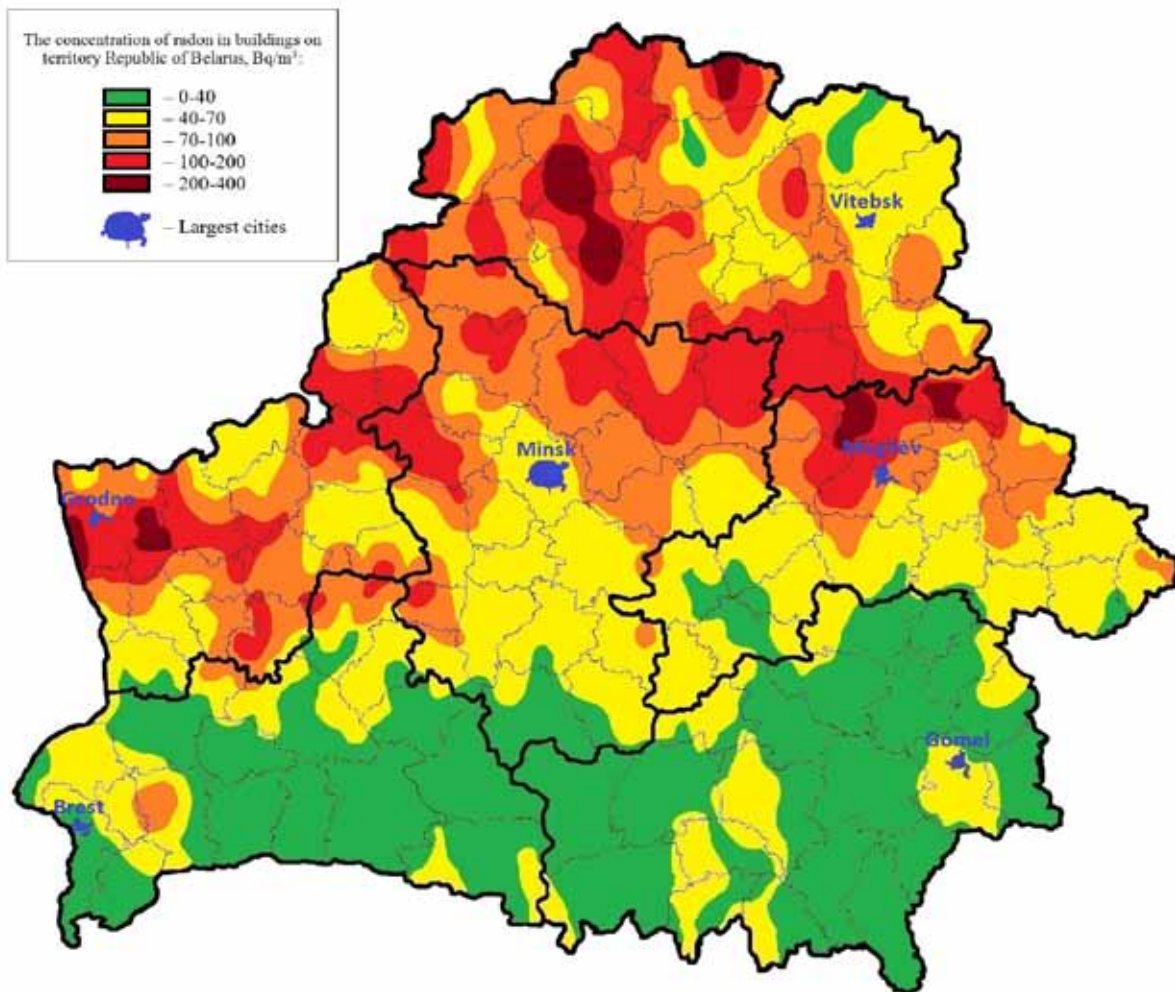 The concentration of radon in buildings on
territory Republic of Belarus, Bq/m³:
– 0-40
– 40-70
– 70-100
– 100-200
– 200-400
– Largest cities
Vitebsk
Minsk
Mogilev
Grodno
Gomel
Brest